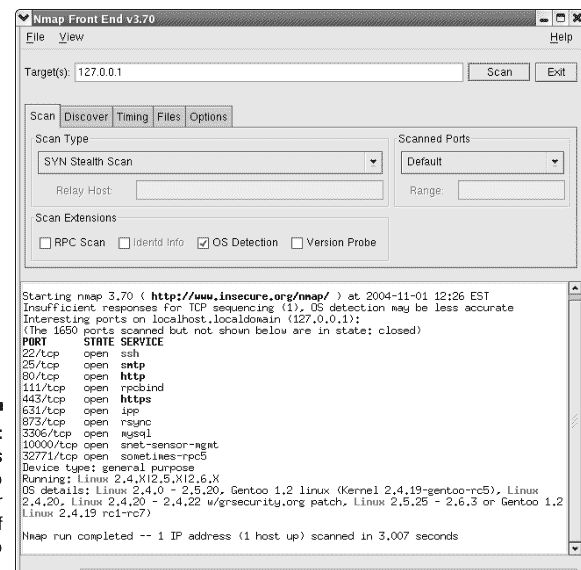 Nmap Front End v3.70
File View Help
Target(s): 127.0.0.1 Scan Exit
Scan Discover Timing Files Options
Scan Type
SYN Stealth Scan
Relay Host:
Scanned Ports
Default
Range:
Scan Extensions
RPC Scan Identd Info OS Detection Version Probe
Starting nmap 3.70 ( http://www.insecure.org/nmap/ ) at 2004-11-01 12:26 EST
Insufficient responses for TCP sequencing (1), OS detection may be less accurate
Interesting ports on localhost.localdomain (127.0.0.1):
(The 1650 ports scanned but not shown below are in state: closed)
PORT STATE SERVICE
22/tcp open ssh
25/tcp open smtp
80/tcp open http
111/tcp open rpcbind
443/tcp open https
631/tcp open ipp
873/tcp open rsync
3306/tcp open mysql
10000/tcp open snet-sensor-mgmt
32771/tcp open sometimes-rpc5
Device type: general purpose
Running: Linux 2.4.X|2.5.X|2.6.X
OS details: Linux 2.4.0 - 2.5.20, Gentoo 1.2 linux (Kernel 2.4.19-gentoo-rc5), Linux
2.4.20, Linux 2.4.20 - 2.4.22 w/grsecurity.org patch, Linux 2.5.25 - 2.6.3 or Gentoo 1.2
Linux 2.4.19 rc1-rc7)
Nmap run completed -- 1 IP address (1 host up) scanned in 3.007 seconds